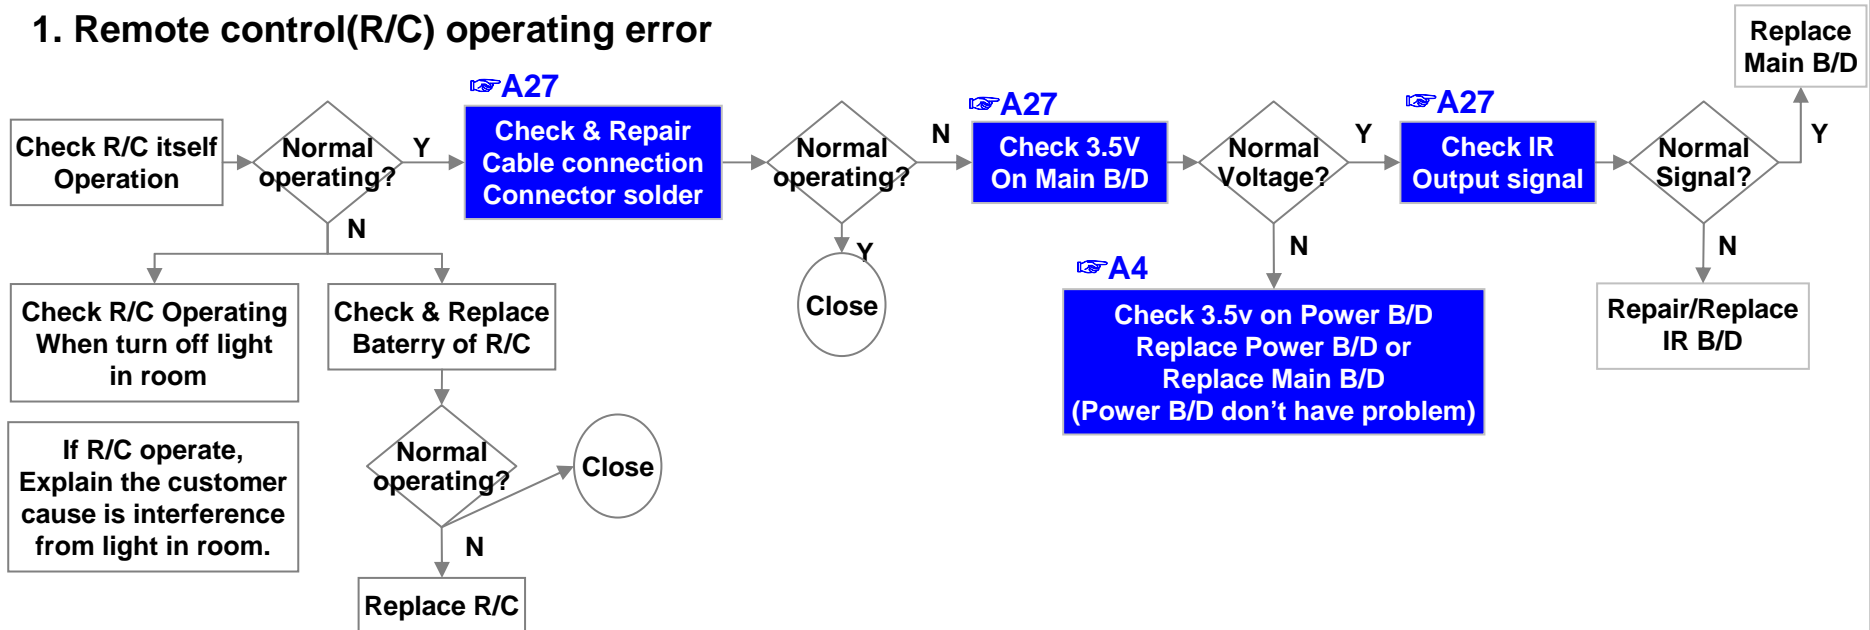 1. Remote control(R/C) operating error
Check R/C itself
Operation
Normal
operating?
Y
N
☞A27
Check & Repair
Cable connection
Connector solder
Normal
operating?
N
Y
Close
☞A27
Check 3.5V
On Main B/D
Normal
Voltage?
Y
N
☞A27
Check IR
Output signal
Normal
Signal?
Y
N
Replace
Main B/D
Check R/C Operating
When turn off light
in room
Check & Replace
Baterry of R/C
☞A4
Check 3.5v on Power B/D
Replace Power B/D or
Replace Main B/D
(Power B/D don’t have problem)
Repair/Replace
IR B/D
If R/C operate,
Explain the customer
cause is interference
from light in room.
Normal
operating?
Close
N
Replace R/C